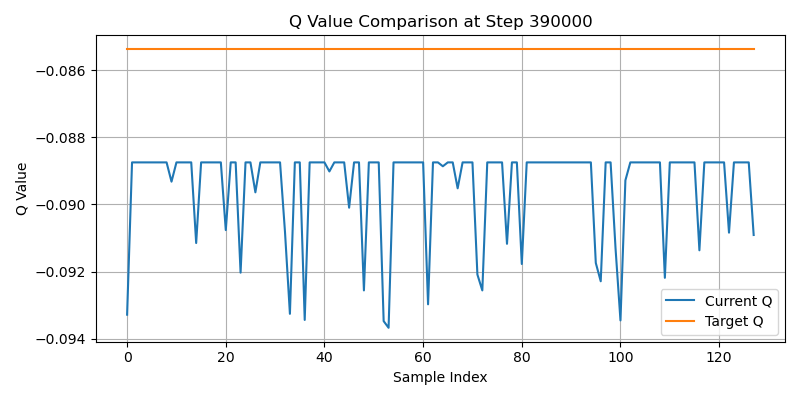 Q Value Comparison at Step 390000
Q Value
−0.086
−0.088
−0.090
−0.092
−0.094
0
20
40
60
80
100
120
Sample Index
Current Q
Target Q